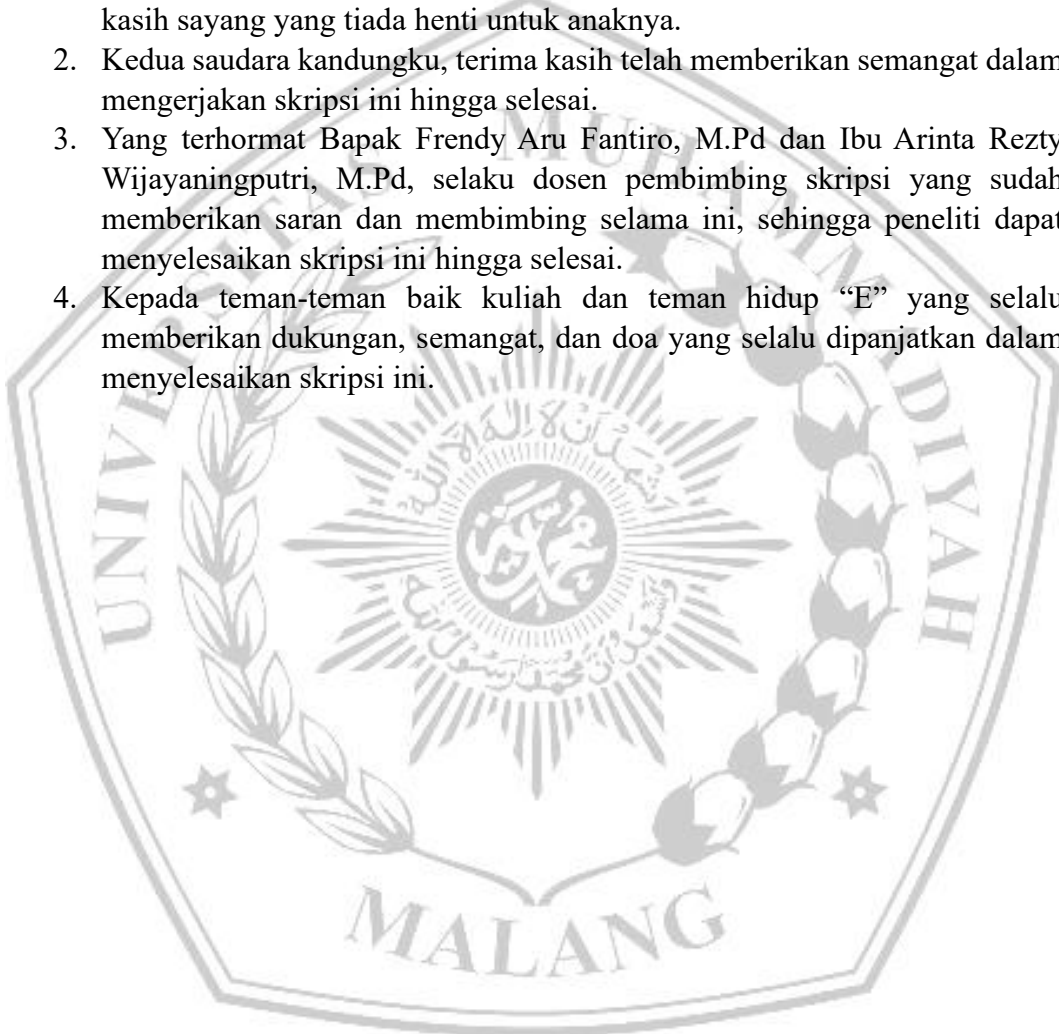 kasih sayang yang tiada henti untuk anaknya.
2. Kedua saudara kandungku, terima kasih telah memberikan semangat dalam
mengerjakan skripsi ini hingga selesai.
3. Yang terhormat Bapak Frendy Aru Fantiro, M.Pd dan Ibu Arinta Rezty
Wijayaningputri, M.Pd, selaku dosen pembimbing skripsi yang sudah
memberikan saran dan membimbing selama ini, sehingga peneliti dapat
menyelesaikan skripsi ini hingga selesai.
4. Kepada teman-teman baik kuliah dan teman hidup “E” yang selalu
memberikan dukungan, semangat, dan doa yang selalu dipanjatkan dalam
menyelesaikan skripsi ini.
UNIVERSITAS MUHAMMADIYAH
MALANG